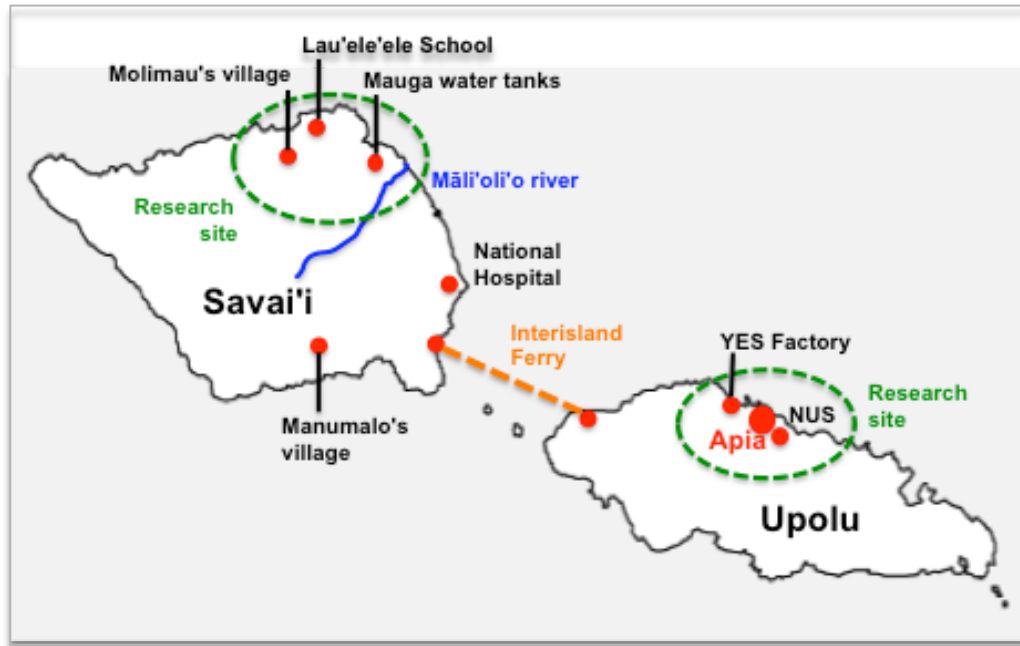 Lau'ele'ele School
Molimau's village
Mauga water tanks
Māli'oli'o river
Research
site
National
Hospital
Savai'i
Interisland
Ferry
YES Factory
Research
site
NUS
Apia
Manumalo's
village
Upolu